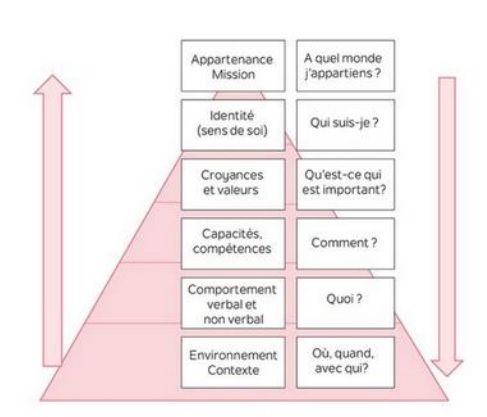 Appartenance
Mission
A quel monde
j'appartiens ?
Identité
(sens de soi)
Qui suis-je ?
Croyances
et valeurs
Qu'est-ce qui
est important?
Capacités,
compétences
Comment ?
Comportement
verbal et
non verbal
Quoi ?
Environnement
Contexte
Où, quand,
avec qui?